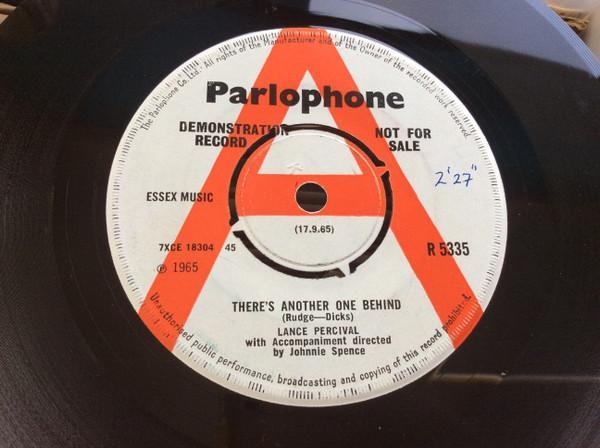 The Parlophone Co. Ltd. All rights of the Manufacturer and of the Owner of the recorded work reserved.
Parlophone
DEMONSTRATION RECORD
NOT FOR SALE
2'27"
ESSEX MUSIC
(17.9.65)
7XCE 18304 45
R 5335
℗ 1965
THERE'S ANOTHER ONE BEHIND
(Rudge—Dicks)
LANCE PERCIVAL
with Accompaniment directed
by Johnnie Spence
Unauthorised public performance, broadcasting and copying of this record prohibited.